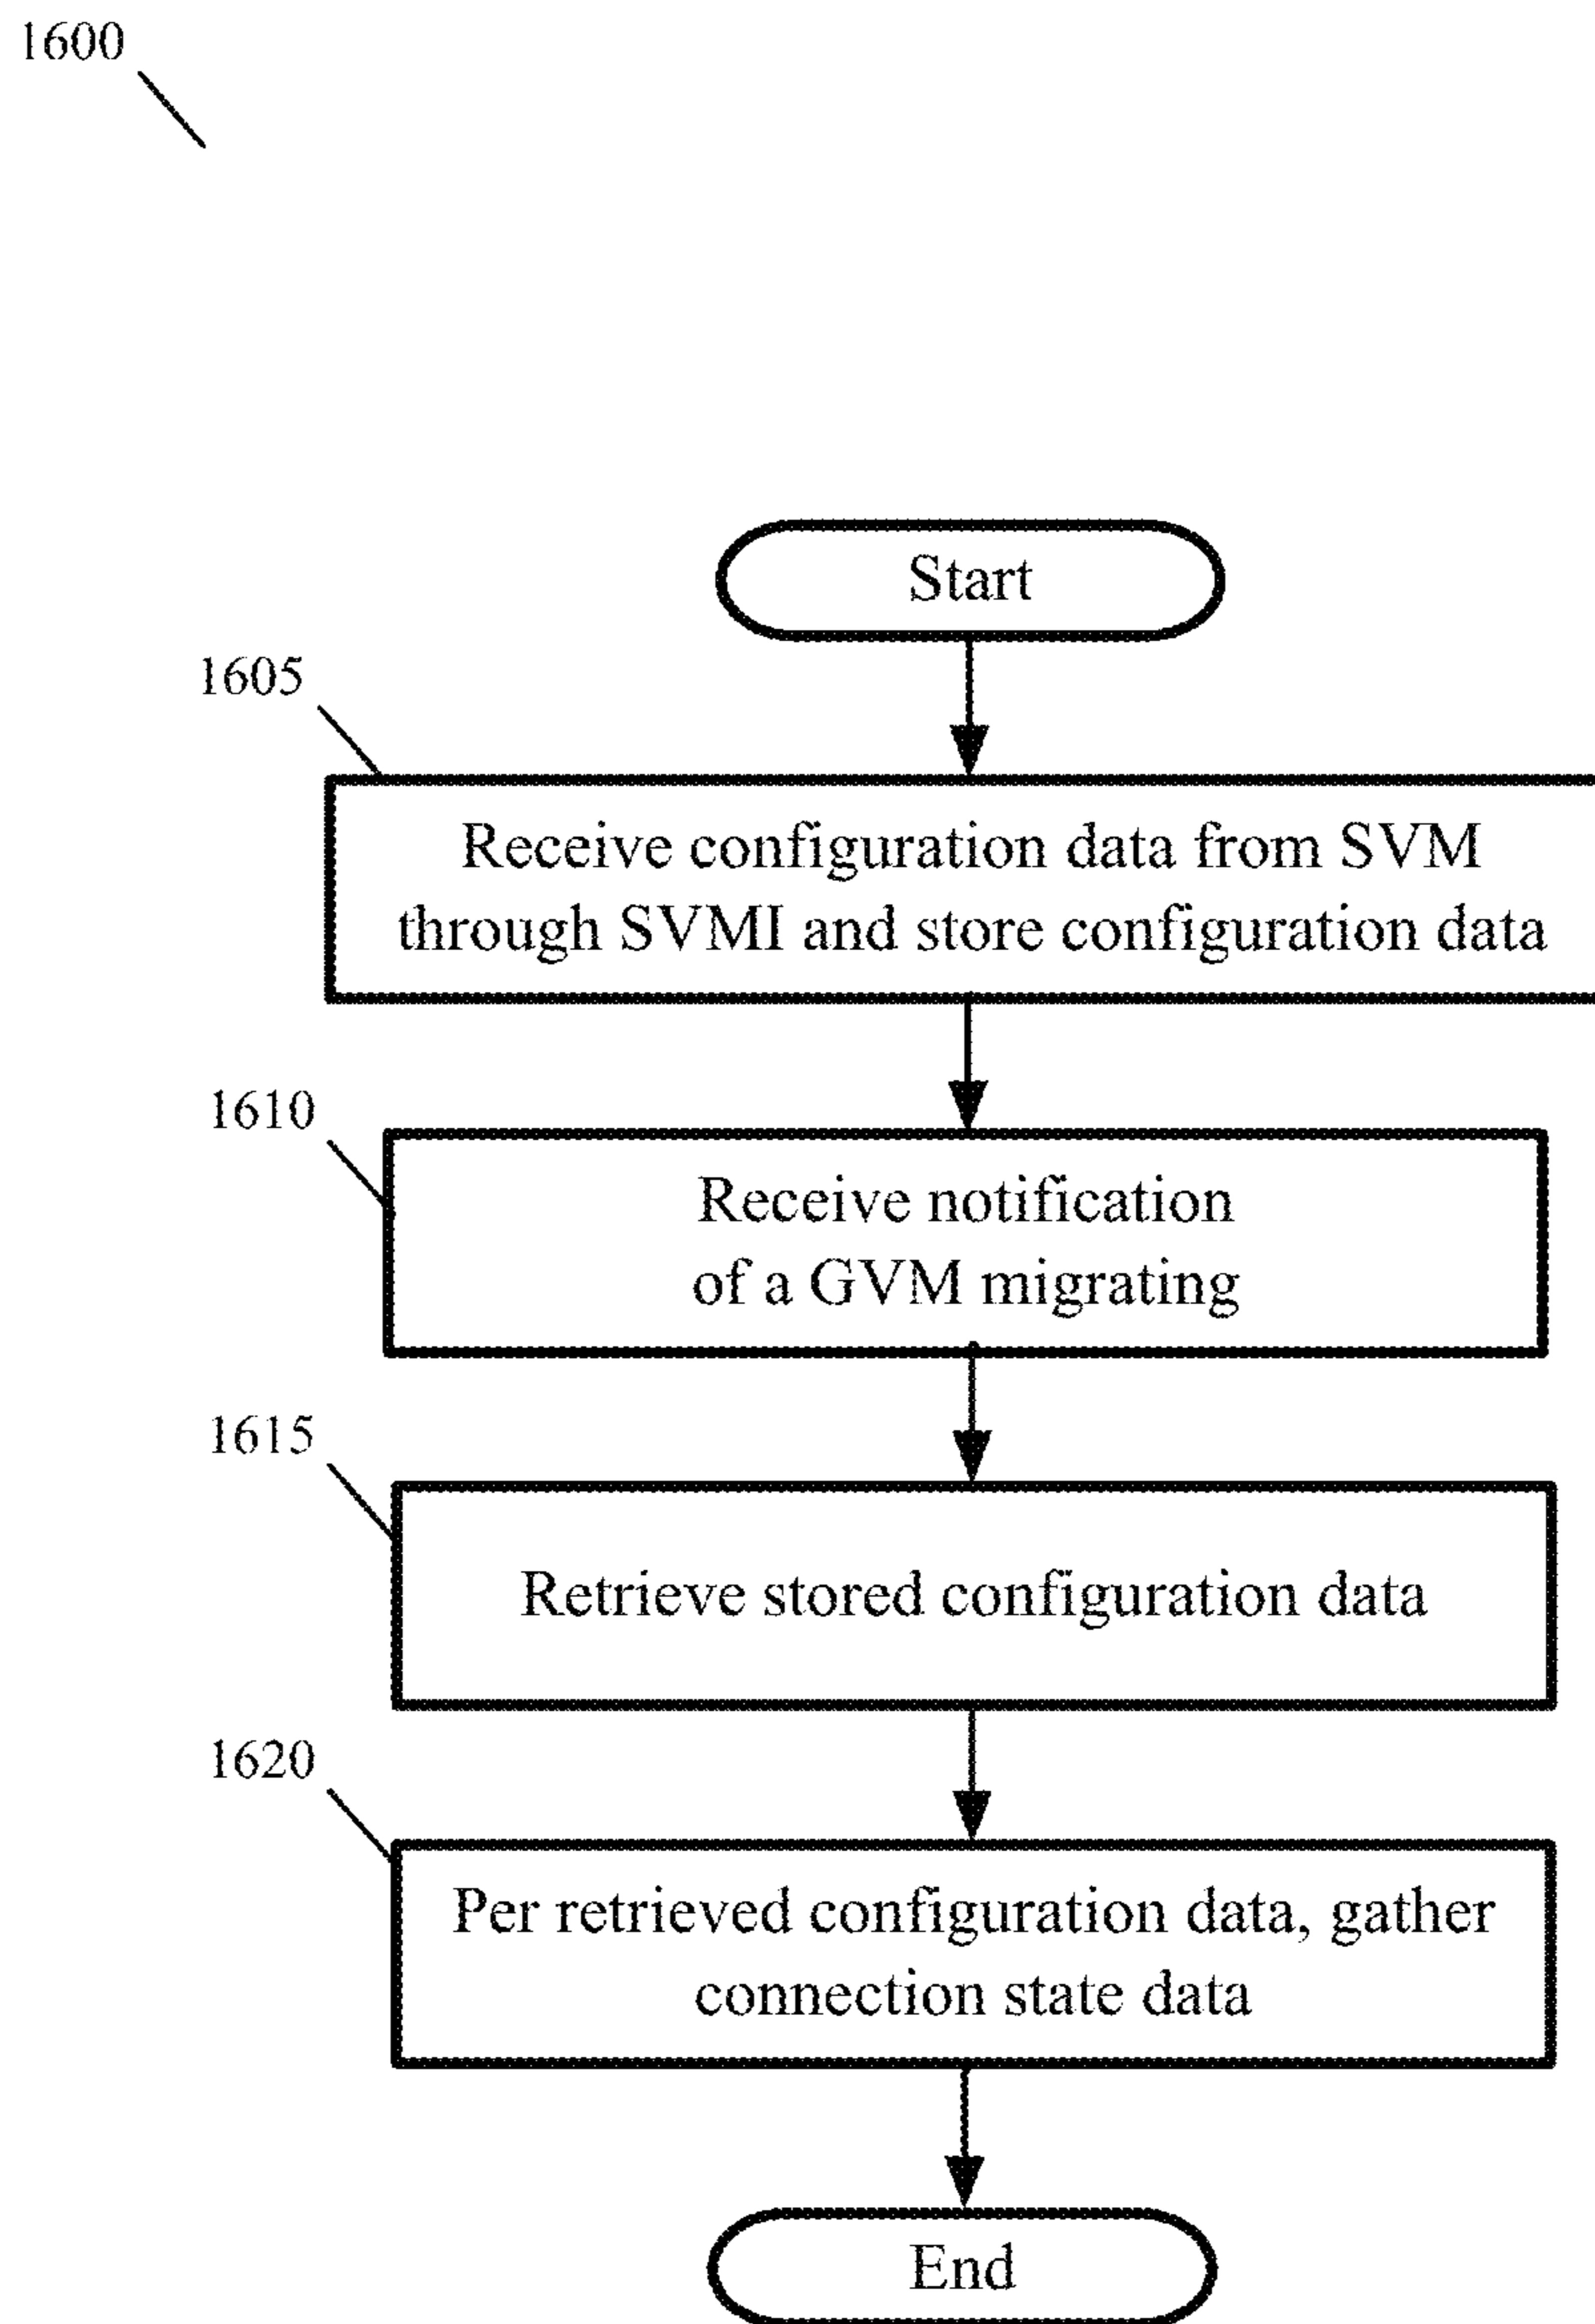 1600
Start
1605
Receive configuration data from SVM
through SVMI and store configuration data
1610
Receive notification
of a GVM migrating
1615
Retrieve stored configuration data
1620
Per retrieved configuration data, gather
connection state data
End